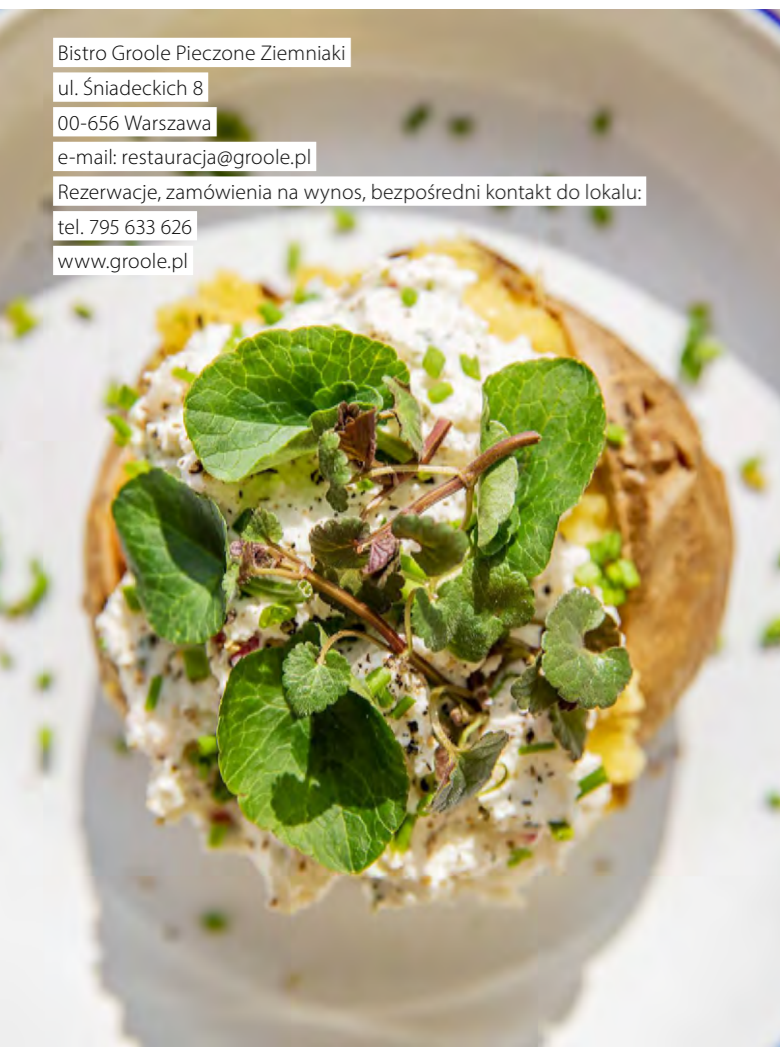 Bistro Groole Pieczone Ziemniaki
ul. Śniadeckich 8
00-656 Warszawa
e-mail: restauracja@groole.pl
Rezerwacje, zamówienia na wynos, bezpośredni kontakt do lokalu:
tel. 795 633 626
www.groole.pl